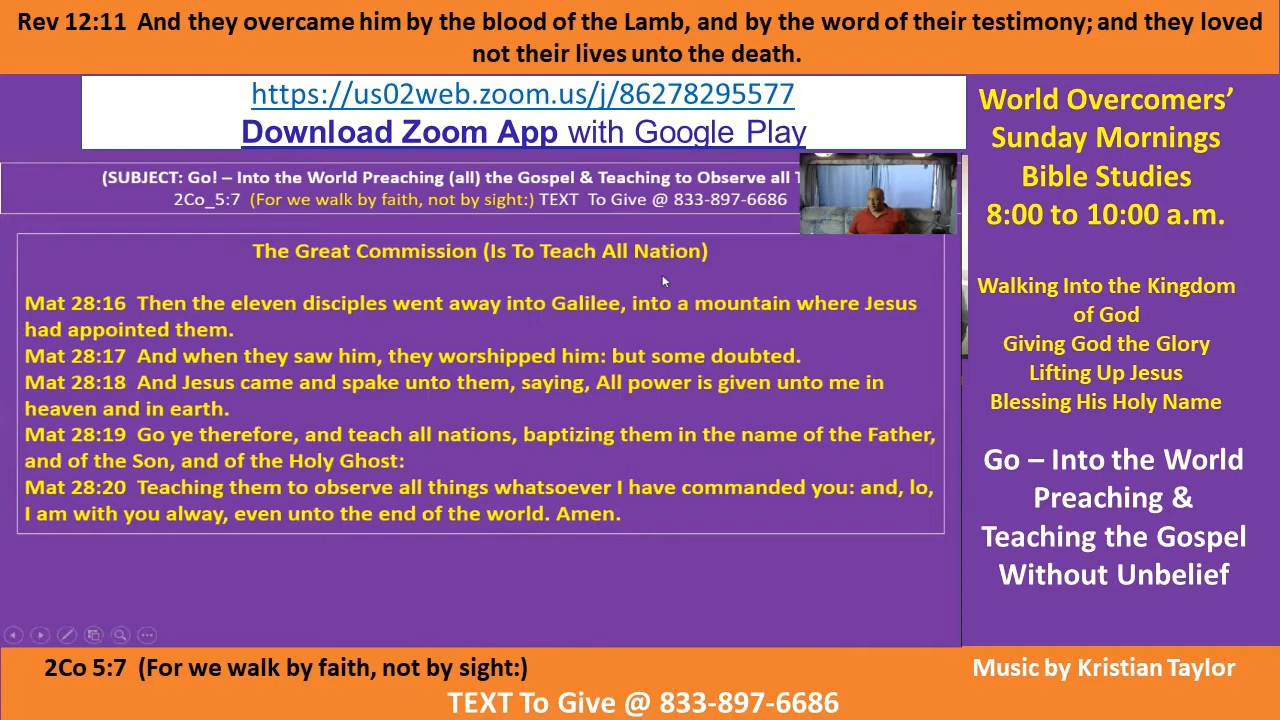 Rev 12:11  And they overcame him by the blood of the Lamb, and by the word of their testimony; and they loved
not their lives unto the death.
https://us02web.zoom.us/j/86278295577
Download Zoom App with Google Play
(SUBJECT: Go! – Into the World Preaching (all) the Gospel & Teaching to Observe all
2Co_5:7  (For we walk by faith, not by sight:) TEXT  To Give @ 833-897-6686
The Great Commission (Is To Teach All Nation)
Mat 28:16  Then the eleven disciples went away into Galilee, into a mountain where Jesus
had appointed them.
Mat 28:17  And when they saw him, they worshipped him: but some doubted.
Mat 28:18  And Jesus came and spake unto them, saying, All power is given unto me in
heaven and in earth.
Mat 28:19  Go ye therefore, and teach all nations, baptizing them in the name of the Father,
and of the Son, and of the Holy Ghost:
Mat 28:20  Teaching them to observe all things whatsoever I have commanded you: and, lo,
I am with you alway, even unto the end of the world. Amen.
World Overcomers'
Sunday Mornings
Bible Studies
8:00 to 10:00 a.m.
Walking Into the Kingdom
of God
Giving God the Glory
Lifting Up Jesus
Blessing His Holy Name
Go – Into the World
Preaching &
Teaching the Gospel
Without Unbelief
2Co 5:7  (For we walk by faith, not by sight:)
Music by Kristian Taylor
TEXT To Give @ 833-897-6686